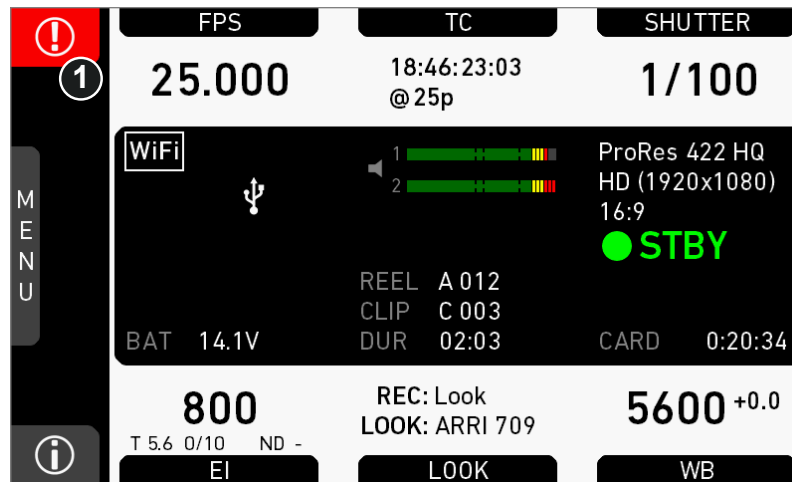 FPS
TC
SHUTTER
!
1
25.000
18:46:23:03
@25p
1/100
MENU
WiFi
1
2
ProRes 422 HQ
HD (1920x1080)
16:9
STBY
REEL A 012
CLIP C 003
BAT 14.1V
DUR 02:03
CARD 0:20:34
800
T 5.6 0/10 ND -
REC: Look
LOOK: ARRI 709
5600 +0.0
i
EI
LOOK
WB